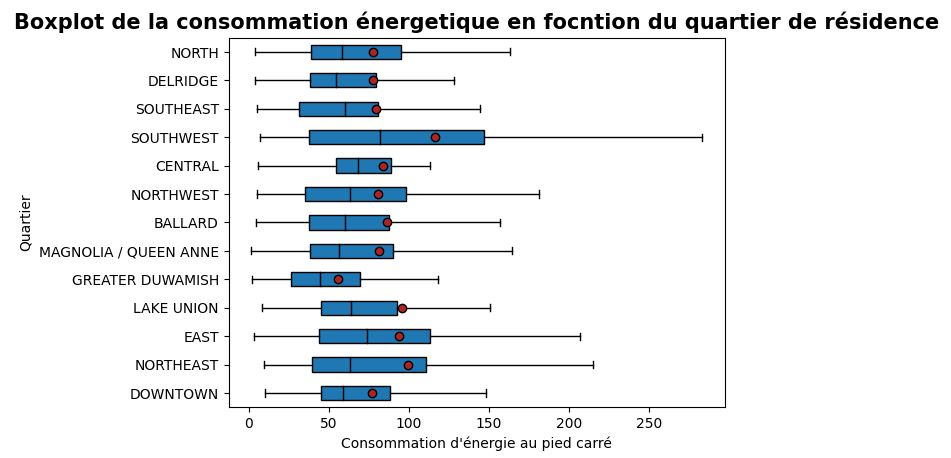 Boxplot de la consommation énergetique en focntion du quartier de résidence
NORTH
DELRIDGE
SOUTHEAST
SOUTHWEST
CENTRAL
NORTHWEST
BALLARD
MAGNOLIA / QUEEN ANNE
GREATER DUWAMISH
LAKE UNION
EAST
NORTHEAST
DOWNTOWN
Quartier
0 50 100 150 200 250
Consommation d'énergie au pied carré